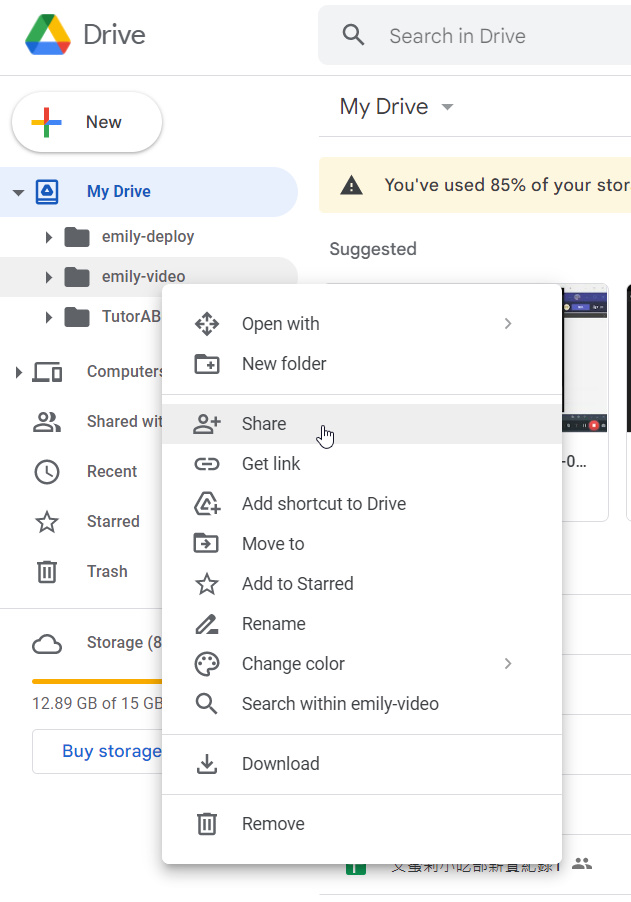 Drive
Search in Drive
New
My Drive
You've used 85% of your stor
My Drive
emily-deploy
Suggested
emily-video
TutorAB
Open with
New folder
Computers
Share
Shared wit
Get link
-0...
Recent
Add shortcut to Drive
Starred
Move to
Trash
Add to Starred
Rename
Storage (8
Change color
12.89 GB of 15 GB
Search within emily-video
Buy storage
Download
Remove